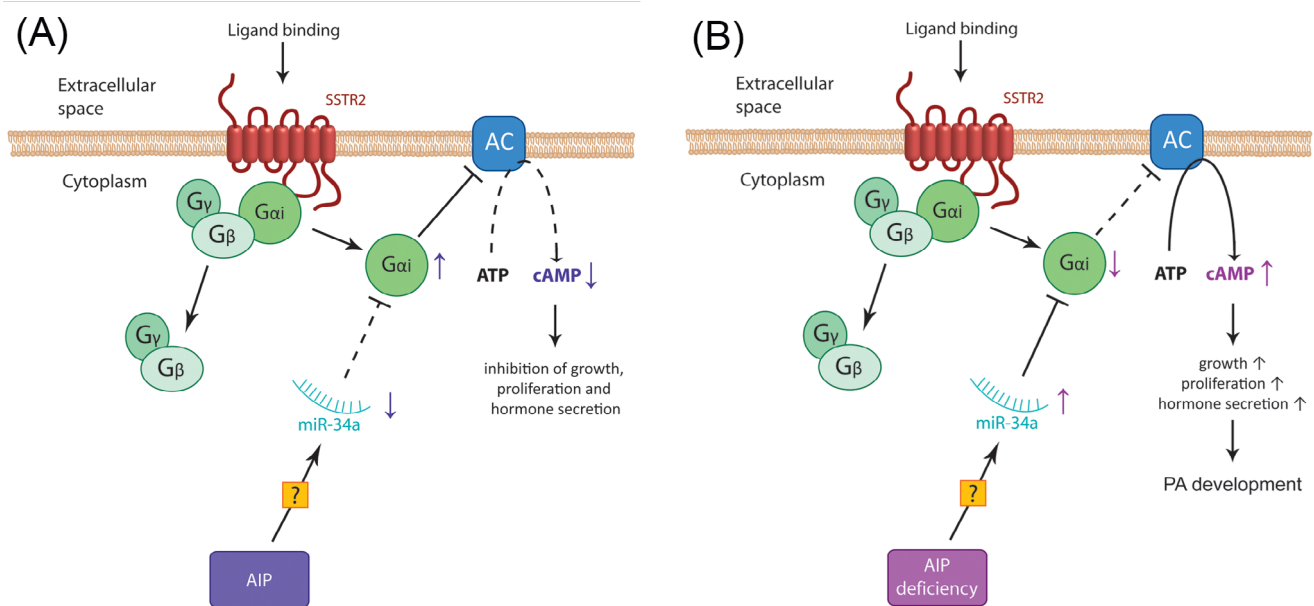 (A)
Ligand binding
Extracellular
space
SSTR2
AC
Cytoplasm
Gγ
Gβ
Gαi
Gαi ↑
ATP
cAMP ↓
Gγ
Gβ
inhibition of growth,
proliferation and
hormone secretion
miR-34a ↓
?
AIP
(B)
Ligand binding
Extracellular
space
SSTR2
AC
Cytoplasm
Gγ
Gβ
Gαi
Gαi ↓
ATP
cAMP ↑
Gγ
Gβ
growth ↑
proliferation ↑
hormone secretion ↑
miR-34a ↑
PA development
?
AIP
deficiency